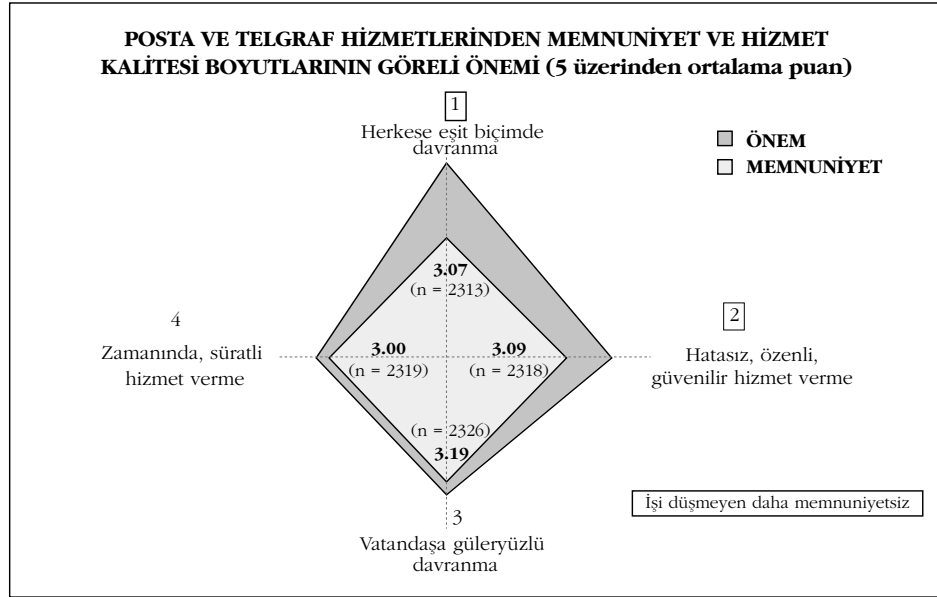 POSTA VE TELGRAF HİZMETLERİNDEN MEMNUNİYET VE HİZMET
KALİTESİ BOYUTLARININ GÖRELİ ÖNEMİ (5 üzerinden ortalama puan)
1
Herkese eşit biçimde
davranma
ÖNEM
MEMNUNİYET
3.07
(n = 2313)
4
Zamanında, süratli
hizmet verme
3.00
(n = 2319)
3.09
(n = 2318)
2
Hatasız, özenli,
güvenilir hizmet verme
(n = 2326)
3.19
3
Vatandaşa güleryüzlü
davranma
İşi düşmeyen daha memnuniyetsiz